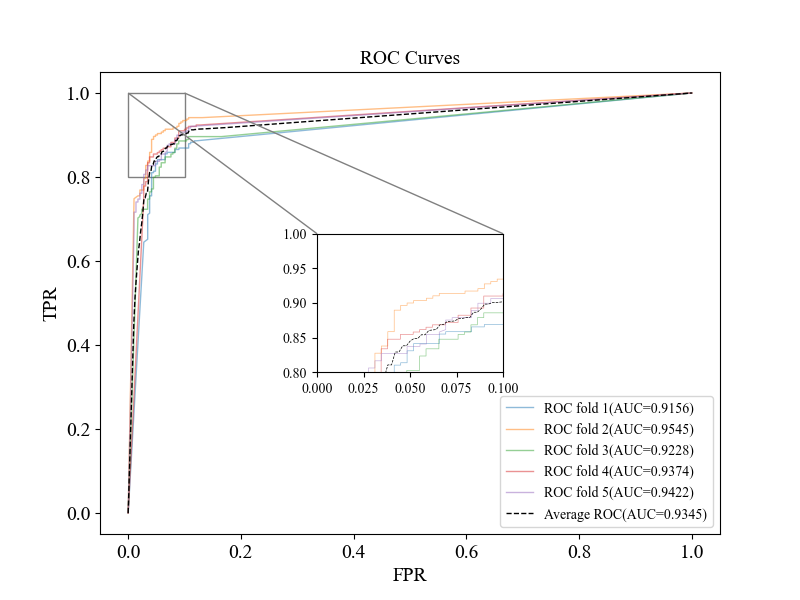 ROC Curves
TPR
1.0
0.8
0.6
0.4
0.2
0.0
1.00
0.95
0.90
0.85
0.80
0.000 0.025 0.050 0.075 0.100
ROC fold 1(AUC=0.9156)
ROC fold 2(AUC=0.9545)
ROC fold 3(AUC=0.9228)
ROC fold 4(AUC=0.9374)
ROC fold 5(AUC=0.9422)
Average ROC(AUC=0.9345)
0.0 0.2 0.4 0.6 0.8 1.0
FPR